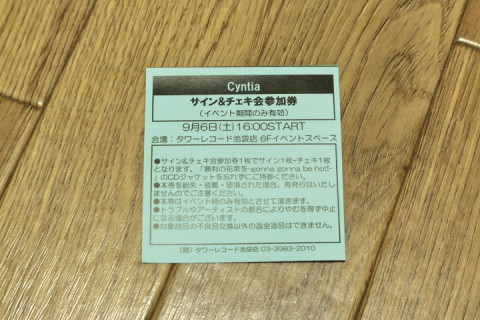 Cyntia
サイン&チェキ会参加券
(イベント期間のみ有効)
9月6日(土)16:00START
会場：タワーレコード池袋店 6Fイベントスペース
●サイン&チェキ会参加券1枚でサイン1枚・チェキ1枚
となります。「勝利の花束を-gonna gonna be hot!-
」のCDジャケットを忘れずにご持参ください。
●本券を紛失・盗難・破損された場合、再発行はいたし
ませんのでご注意ください。
●本券はイベント時のみ有効とさせて頂きます。
●トラブルやアーティストの都合によりやむを得ず中止
になる場合がございます。
●対象商品の不良品交換以外の返金返品はできません。
(発) タワーレコード池袋店 03-3983-2010